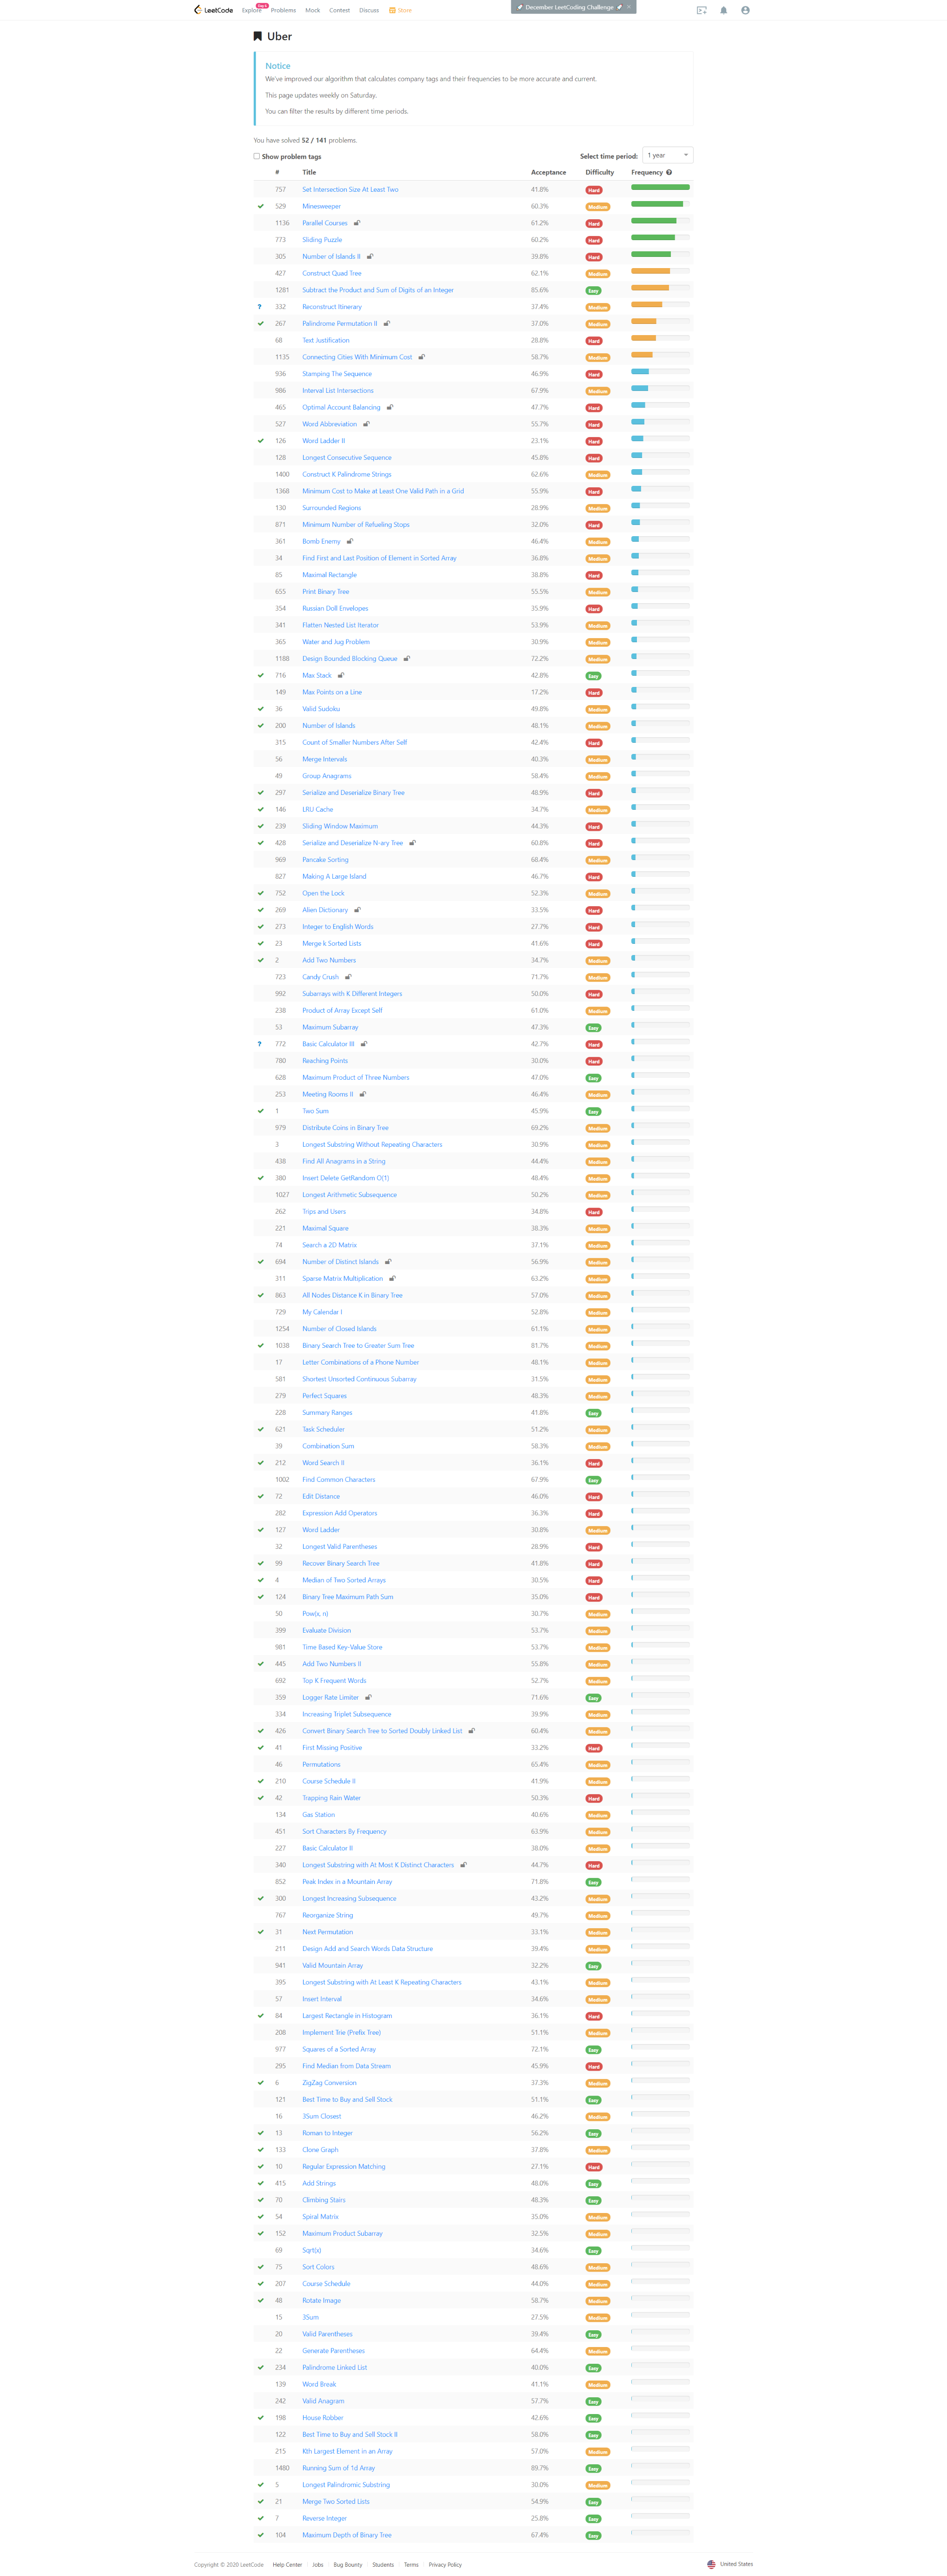 LeetCode Explore Day 5 Problems Mock Contest Discuss Store December LeetCoding Challenge ×
Uber
Notice
We've improved our algorithm that calculates company tags and their frequencies to be more accurate and current.
This page updates weekly on Saturday.
You can filter the results by different time periods.
You have solved 52 / 141 problems.
Show problem tags Select time period: 1 year
# Title Acceptance Difficulty Frequency
757 Set Intersection Size At Least Two 41.8% Hard
529 Minesweeper 60.3% Medium
1136 Parallel Courses 61.2% Hard
773 Sliding Puzzle 60.2% Hard
305 Number of Islands II 39.8% Hard
427 Construct Quad Tree 62.1% Medium
1281 Subtract the Product and Sum of Digits of an Integer 85.6% Easy
? 332 Reconstruct Itinerary 37.4% Medium
267 Palindrome Permutation II 37.0% Medium
68 Text Justification 28.8% Hard
1135 Connecting Cities With Minimum Cost 58.7% Medium
936 Stamping The Sequence 46.9% Hard
986 Interval List Intersections 67.9% Medium
465 Optimal Account Balancing 47.7% Hard
527 Word Abbreviation 55.7% Hard
126 Word Ladder II 23.1% Hard
128 Longest Consecutive Sequence 45.8% Hard
1400 Construct K Palindrome Strings 62.6% Medium
1368 Minimum Cost to Make at Least One Valid Path in a Grid 55.9% Hard
130 Surrounded Regions 28.9% Medium
871 Minimum Number of Refueling Stops 32.0% Hard
361 Bomb Enemy 46.4% Medium
34 Find First and Last Position of Element in Sorted Array 36.8% Medium
85 Maximal Rectangle 38.8% Hard
655 Print Binary Tree 55.5% Medium
354 Russian Doll Envelopes 35.9% Hard
341 Flatten Nested List Iterator 53.9% Medium
365 Water and Jug Problem 30.9% Medium
1188 Design Bounded Blocking Queue 72.2% Medium
716 Max Stack 42.8% Easy
149 Max Points on a Line 17.2% Hard
36 Valid Sudoku 49.8% Medium
200 Number of Islands 48.1% Medium
315 Count of Smaller Numbers After Self 42.4% Hard
56 Merge Intervals 40.3% Medium
49 Group Anagrams 58.4% Medium
297 Serialize and Deserialize Binary Tree 48.9% Hard
146 LRU Cache 34.7% Medium
239 Sliding Window Maximum 44.3% Hard
428 Serialize and Deserialize N-ary Tree 60.8% Hard
969 Pancake Sorting 68.4% Medium
827 Making A Large Island 46.7% Hard
752 Open the Lock 52.3% Medium
269 Alien Dictionary 33.5% Hard
273 Integer to English Words 27.7% Hard
23 Merge k Sorted Lists 41.6% Hard
2 Add Two Numbers 34.7% Medium
723 Candy Crush 71.7% Medium
992 Subarrays with K Different Integers 50.0% Hard
238 Product of Array Except Self 61.0% Medium
53 Maximum Subarray 47.3% Easy
? 772 Basic Calculator III 42.7% Hard
780 Reaching Points 30.0% Hard
628 Maximum Product of Three Numbers 47.0% Easy
253 Meeting Rooms II 46.4% Medium
1 Two Sum 45.9% Easy
979 Distribute Coins in Binary Tree 69.2% Medium
3 Longest Substring Without Repeating Characters 30.9% Medium
438 Find All Anagrams in a String 44.4% Medium
380 Insert Delete GetRandom O(1) 48.4% Medium
1027 Longest Arithmetic Subsequence 50.2% Medium
262 Trips and Users 34.8% Hard
221 Maximal Square 38.3% Medium
74 Search a 2D Matrix 37.1% Medium
694 Number of Distinct Islands 56.9% Medium
311 Sparse Matrix Multiplication 63.2% Medium
863 All Nodes Distance K in Binary Tree 57.0% Medium
729 My Calendar I 52.8% Medium
1254 Number of Closed Islands 61.1% Medium
1038 Binary Search Tree to Greater Sum Tree 81.7% Medium
17 Letter Combinations of a Phone Number 48.1% Medium
581 Shortest Unsorted Continuous Subarray 31.5% Medium
279 Perfect Squares 48.3% Medium
228 Summary Ranges 41.8% Easy
621 Task Scheduler 51.2% Medium
39 Combination Sum 58.3% Medium
212 Word Search II 36.1% Hard
1002 Find Common Characters 67.9% Easy
72 Edit Distance 46.0% Hard
282 Expression Add Operators 36.3% Hard
127 Word Ladder 30.8% Medium
32 Longest Valid Parentheses 28.9% Hard
99 Recover Binary Search Tree 41.8% Hard
4 Median of Two Sorted Arrays 30.5% Hard
124 Binary Tree Maximum Path Sum 35.0% Hard
50 Pow(x, n) 30.7% Medium
399 Evaluate Division 53.7% Medium
981 Time Based Key-Value Store 53.7% Medium
445 Add Two Numbers II 55.8% Medium
692 Top K Frequent Words 52.7% Medium
359 Logger Rate Limiter 71.6% Easy
334 Increasing Triplet Subsequence 39.9% Medium
426 Convert Binary Search Tree to Sorted Doubly Linked List 60.4% Medium
41 First Missing Positive 33.2% Hard
46 Permutations 65.4% Medium
210 Course Schedule II 41.9% Medium
42 Trapping Rain Water 50.3% Hard
134 Gas Station 40.6% Medium
451 Sort Characters By Frequency 63.9% Medium
227 Basic Calculator II 38.0% Medium
340 Longest Substring with At Most K Distinct Characters 44.7% Hard
852 Peak Index in a Mountain Array 71.8% Easy
300 Longest Increasing Subsequence 43.2% Medium
767 Reorganize String 49.7% Medium
31 Next Permutation 33.1% Medium
211 Design Add and Search Words Data Structure 39.4% Medium
941 Valid Mountain Array 32.2% Easy
395 Longest Substring with At Least K Repeating Characters 43.1% Medium
57 Insert Interval 34.6% Medium
84 Largest Rectangle in Histogram 36.1% Hard
208 Implement Trie (Prefix Tree) 51.1% Medium
977 Squares of a Sorted Array 72.1% Easy
295 Find Median from Data Stream 45.9% Hard
6 ZigZag Conversion 37.3% Medium
121 Best Time to Buy and Sell Stock 51.1% Easy
16 3Sum Closest 46.2% Medium
13 Roman to Integer 56.2% Easy
133 Clone Graph 37.8% Medium
10 Regular Expression Matching 27.1% Hard
415 Add Strings 48.0% Easy
70 Climbing Stairs 48.3% Easy
54 Spiral Matrix 35.0% Medium
152 Maximum Product Subarray 32.5% Medium
69 Sqrt(x) 34.6% Easy
75 Sort Colors 48.6% Medium
207 Course Schedule 44.0% Medium
48 Rotate Image 58.7% Medium
15 3Sum 27.5% Medium
20 Valid Parentheses 39.4% Easy
22 Generate Parentheses 64.4% Medium
234 Palindrome Linked List 40.0% Easy
139 Word Break 41.1% Medium
242 Valid Anagram 57.7% Easy
198 House Robber 42.6% Easy
122 Best Time to Buy and Sell Stock II 58.0% Easy
215 Kth Largest Element in an Array 57.0% Medium
1480 Running Sum of 1d Array 89.7% Easy
5 Longest Palindromic Substring 30.0% Medium
21 Merge Two Sorted Lists 54.9% Easy
7 Reverse Integer 25.8% Easy
104 Maximum Depth of Binary Tree 67.4% Easy
Copyright © 2020 LeetCode Help Center | Jobs | Bug Bounty | Students | Terms | Privacy Policy United States